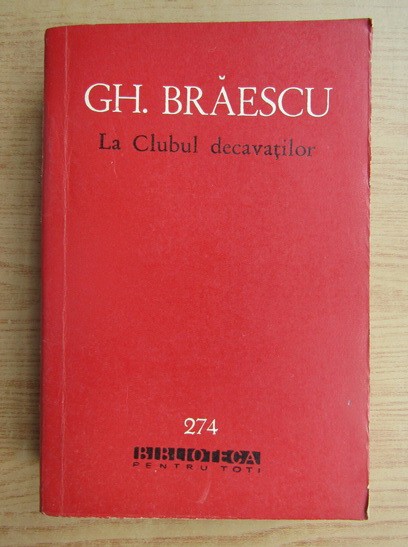 GH. BRĂESCU
La Clubul decavaților
274
BIBLIOTECA
PENTRU TOȚI